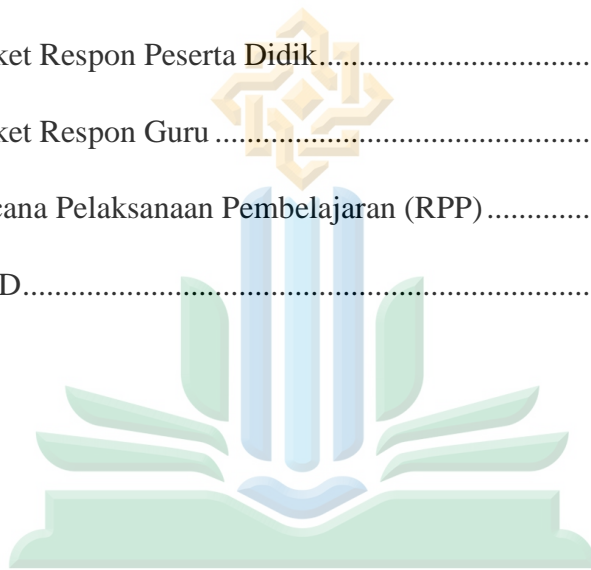 ket Respon Peserta Didik....................................
ket Respon Guru ...............................................
cana Pelaksanaan Pembelajaran (RPP) .............
D.......................................................................